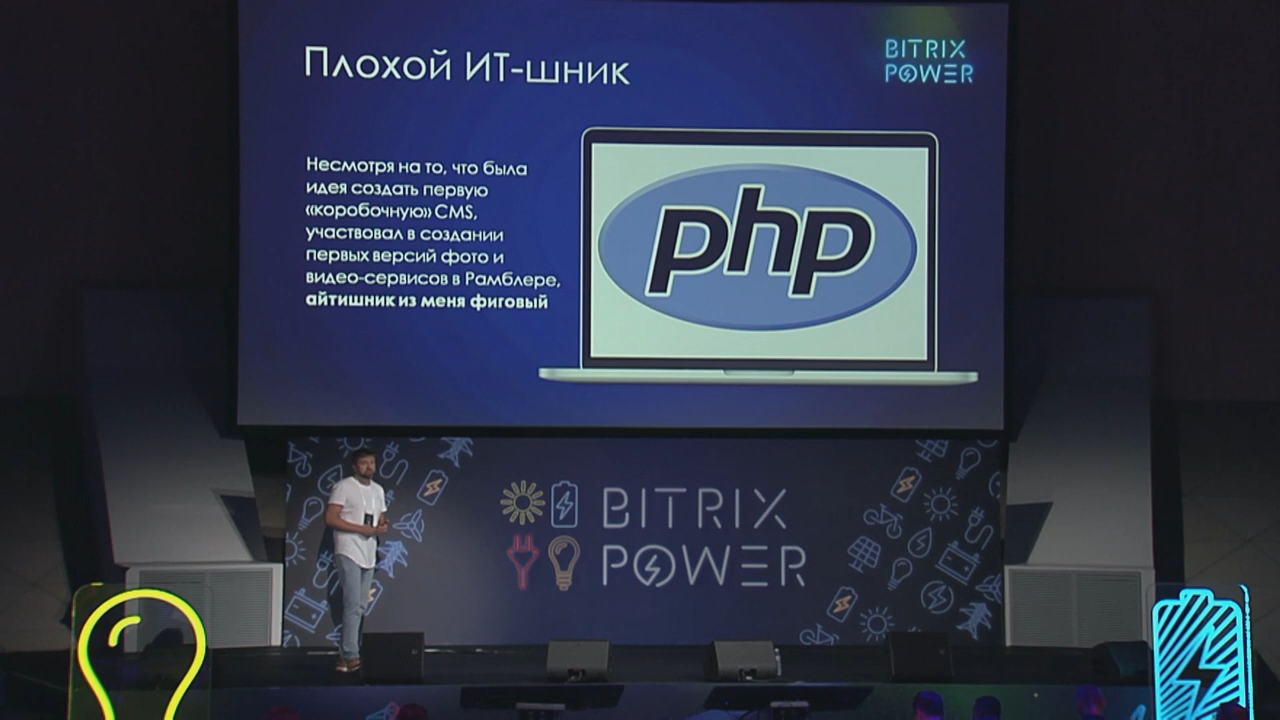 Плохой ИТ-шник
BITRIX
POWER
Несмотря на то, что была
идея создать первую
«коробочную» CMS,
участвовал в создании
первых версий фото и
видео-сервисов в Рамблере,
айтишник из меня фиговый
php
BITRIX
POWER